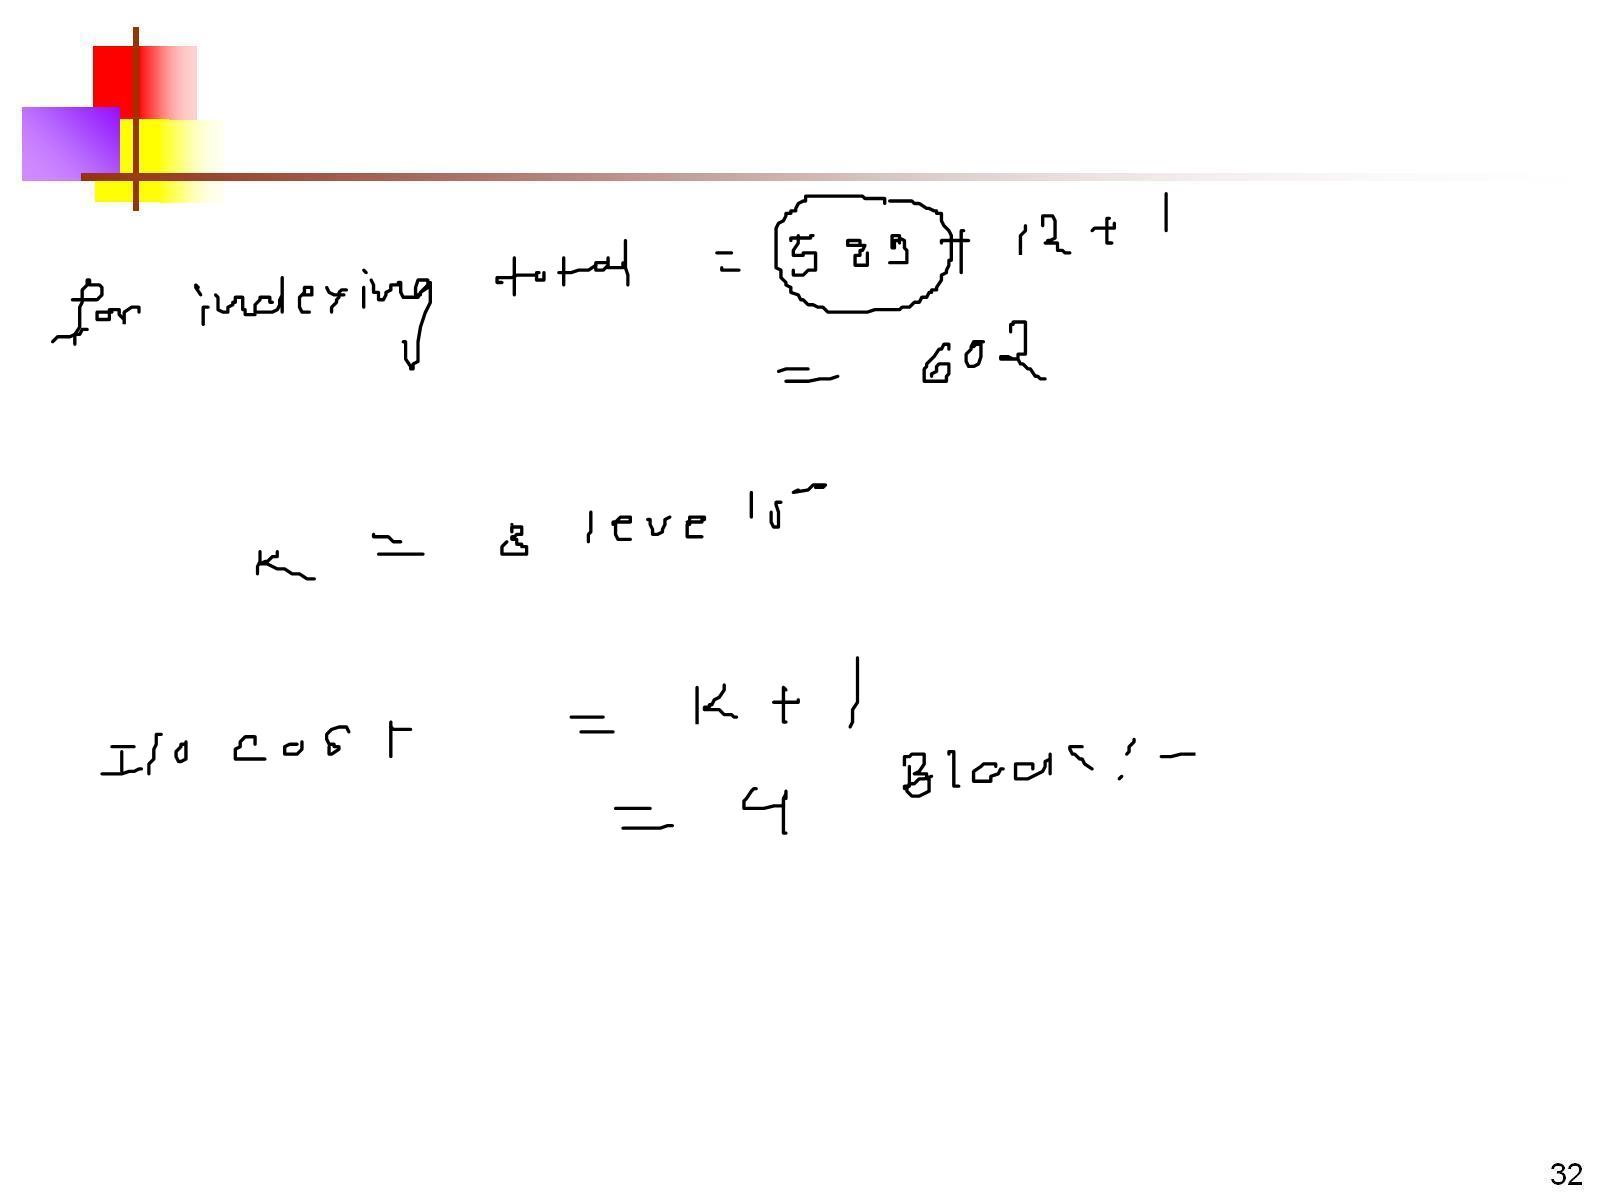 for indexing total = 589 + 12 + 1
= 602
K = 3 levels
I/o cost = K + 1
= 4 Blocks
32